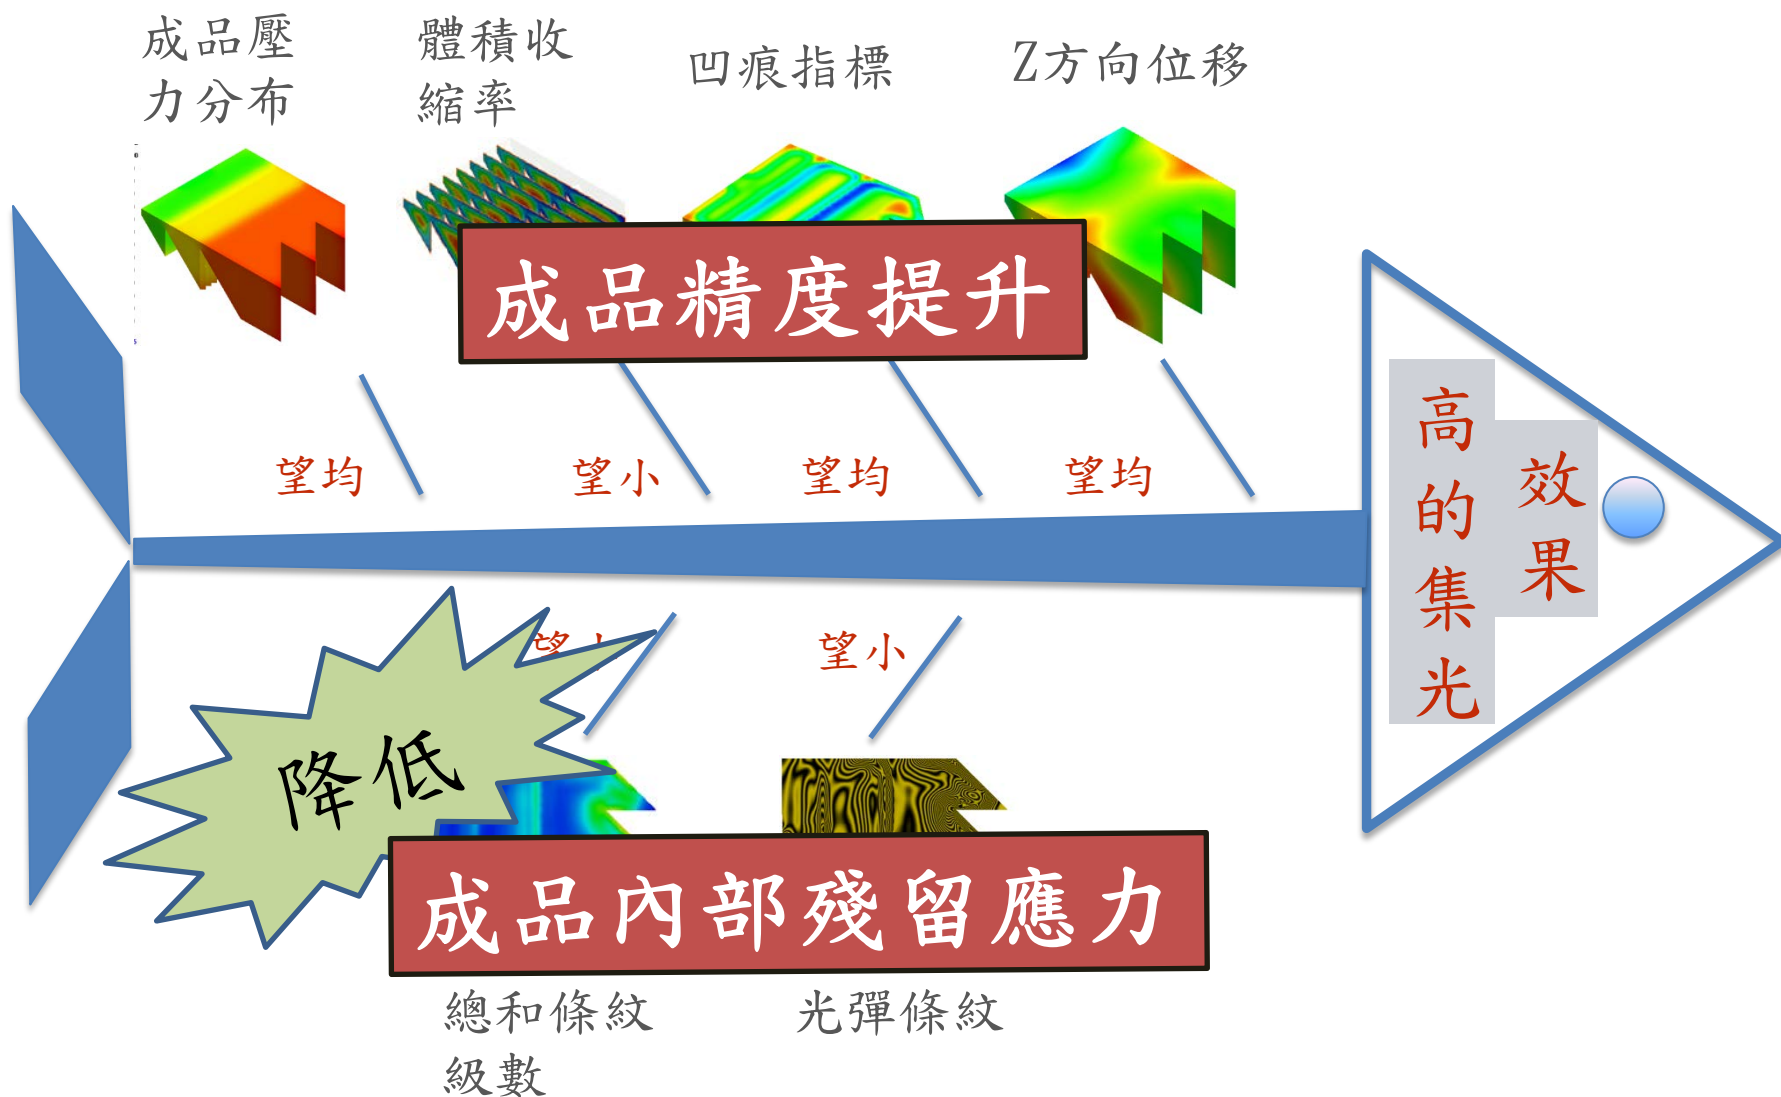 成品壓
力分布
體積收
縮率
凹痕指標
Z方向位移
成品精度提升
望均
望小
望均
望均
高的集光
效果
望小
望小
降低
成品內部殘留應力
總和條紋
級數
光彈條紋